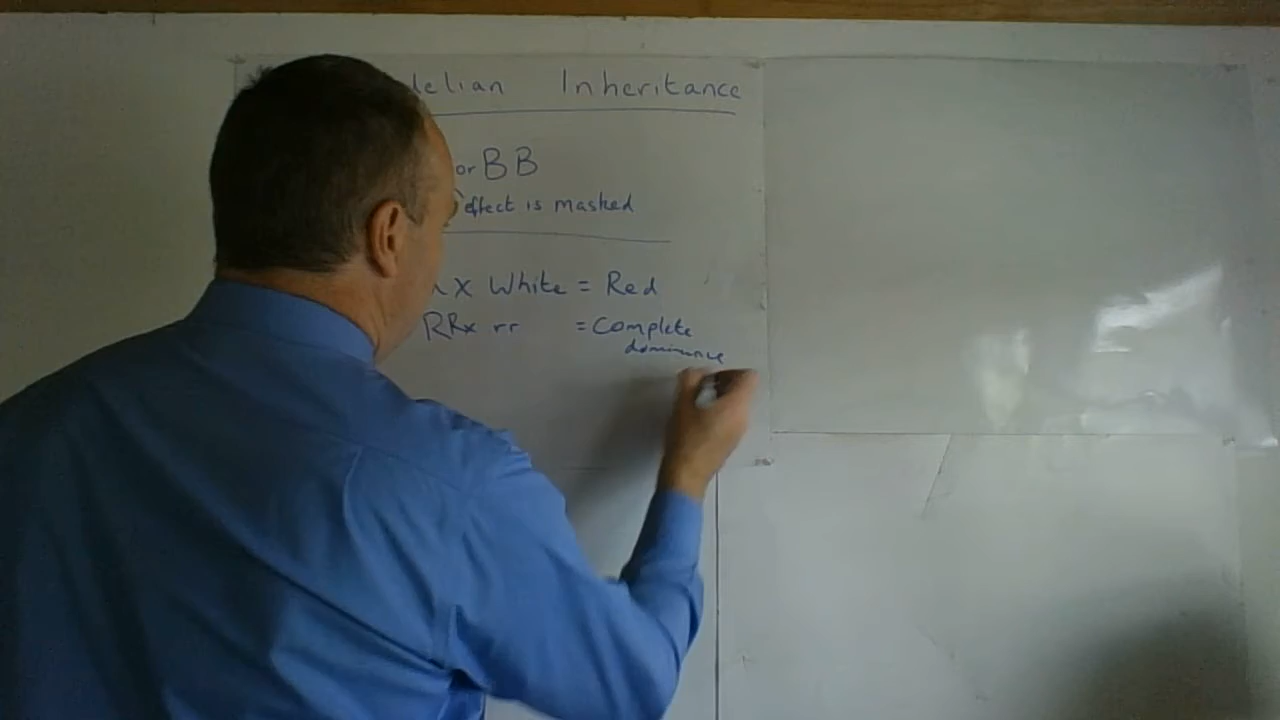 delian Inheritance
or BB
effect is masked
x White = Red
RRx rr = Complete
dominance